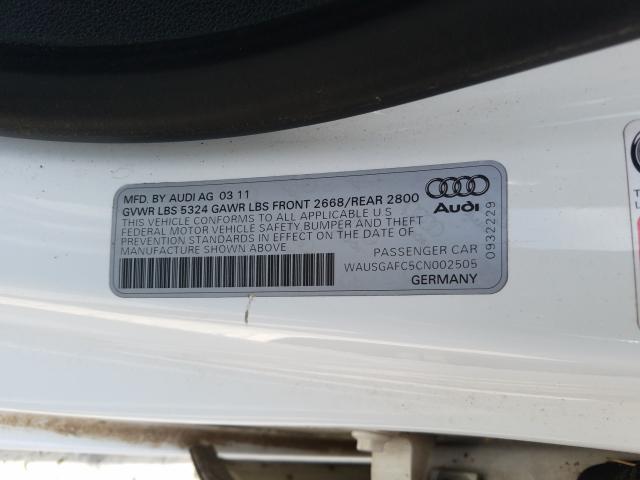 MFD. BY AUDI AG 03 11
GVWR LBS 5324 GAWR LBS FRONT 2668/REAR 2800
THIS VEHICLE CONFORMS TO ALL APPLICABLE U.S
FEDERAL MOTOR VEHICLE SAFETY,BUMPER AND THEFT
PREVENTION STANDARDS IN EFFECT ON THE DATE OF
MANUFACTURE SHOWN ABOVE
Audi
0932229
PASSENGER CAR
WAUSGAFC5CN002505
GERMANY